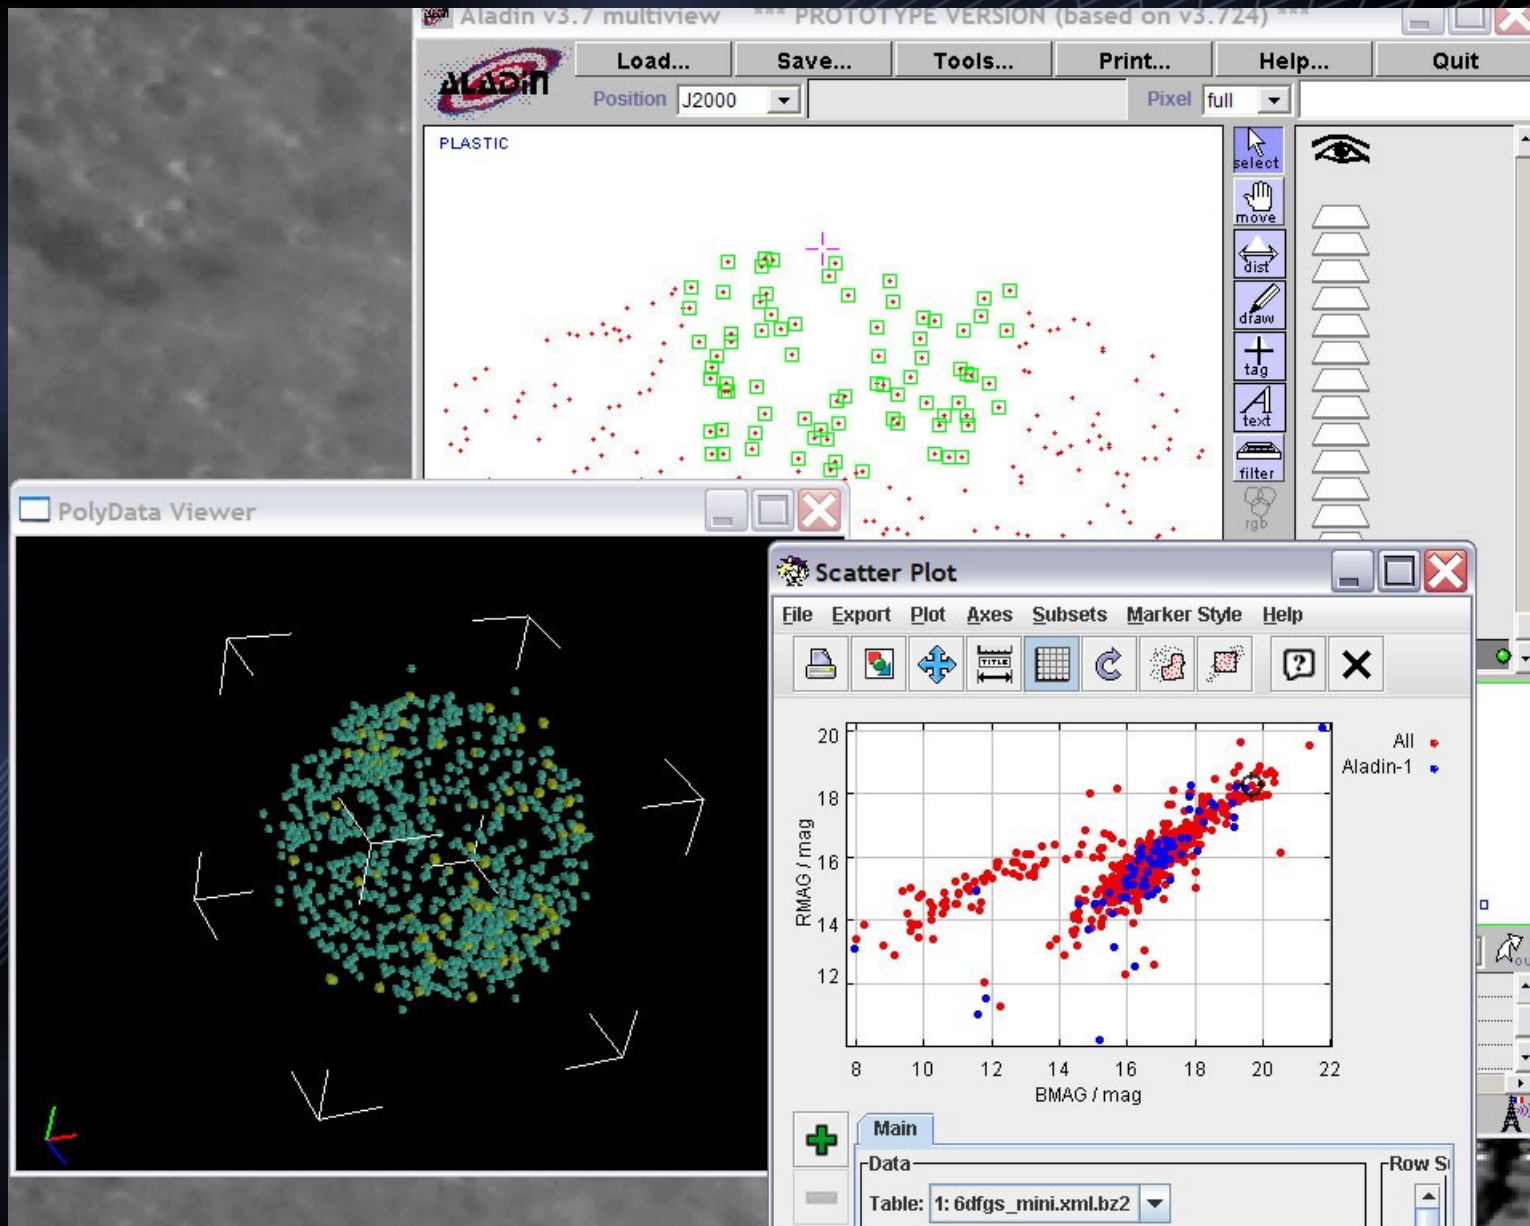 Aladin v3.7 multiview *** PROTOTYPE VERSION (based on v3.724) ***
ALADIN
Load... Save... Tools... Print... Help... Quit
Position J2000 Pixel full
PLASTIC
select
move
dist
draw
tag
text
filter
rgb
PolyData Viewer
Scatter Plot
File Export Plot Axes Subsets Marker Style Help
TITLE
?
20
18
16
14
12
RMAG / mag
8 10 12 14 16 18 20 22
BMAG / mag
All
Aladin-1
Main
Data
Row S
Table: 1: 6dfgs_mini.xml.bz2